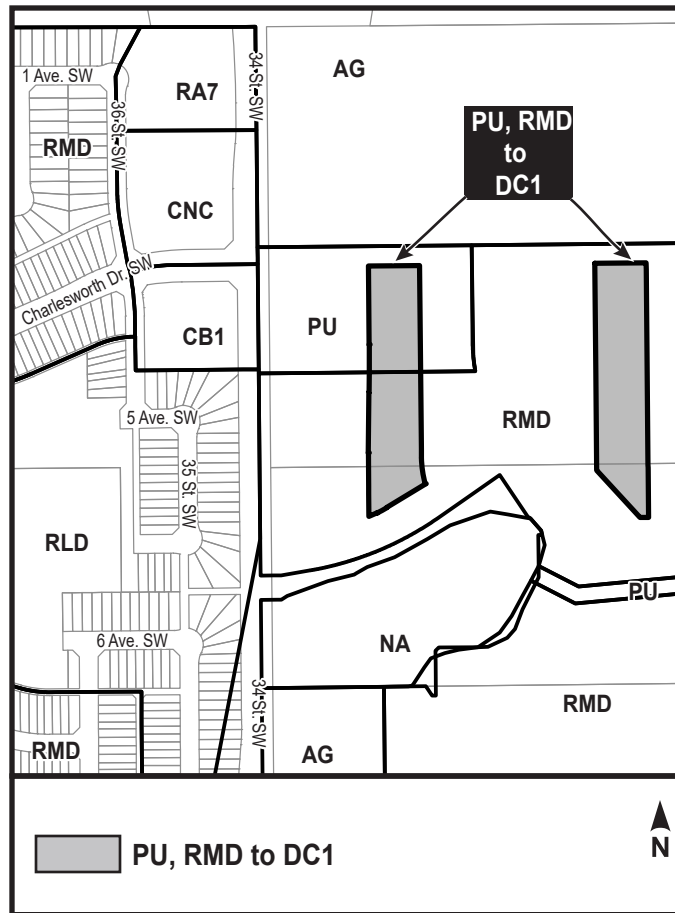 1 Ave. SW
36 St. SW
34 St. SW
RA7
AG
PU, RMD
to
DC1
RMD
CNC
Charlesworth Dr. SW
CB1
PU
RMD
5 Ave. SW
35 St. SW
RLD
PU
6 Ave. SW
NA
34 St. SW
RMD
RMD
AG
PU, RMD to DC1
N